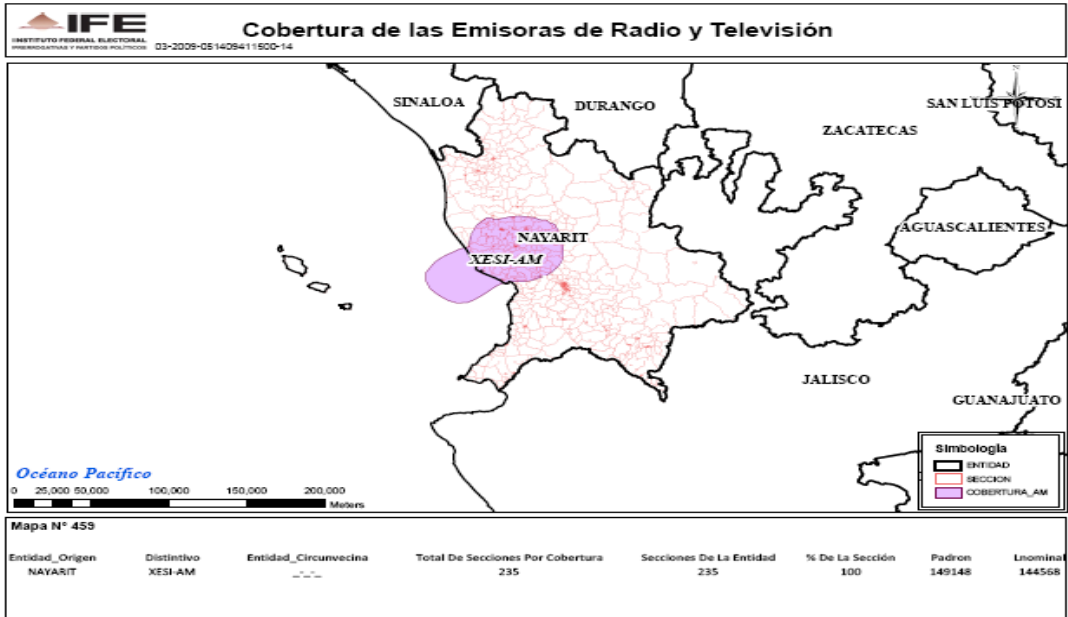 IFE
INSTITUTO FEDERAL ELECTORAL
PRERROGATIVAS Y PARTIDOS POLÍTICOS
03-2009-051409411500-14
Cobertura de las Emisoras de Radio y Televisión
N
SINALOA
DURANGO
SAN LUIS POTOSI
ZACATECAS
AGUASCALIENTES
NAYARIT
XESI-AM
JALISCO
GUANAJUATO
Océano Pacífico
0 25,000 50,000 100,000 150,000 200,000
Meters
Simbología
ENTIDAD
SECCION
COBERTURA_AM
Mapa N° 459
Entidad_Origen Distintivo Entidad_Circunvecina Total De Secciones Por Cobertura Secciones De La Entidad % De La Sección Padron Lnominal
NAYARIT XESI-AM _-_-_ 235 235 100 149148 144568